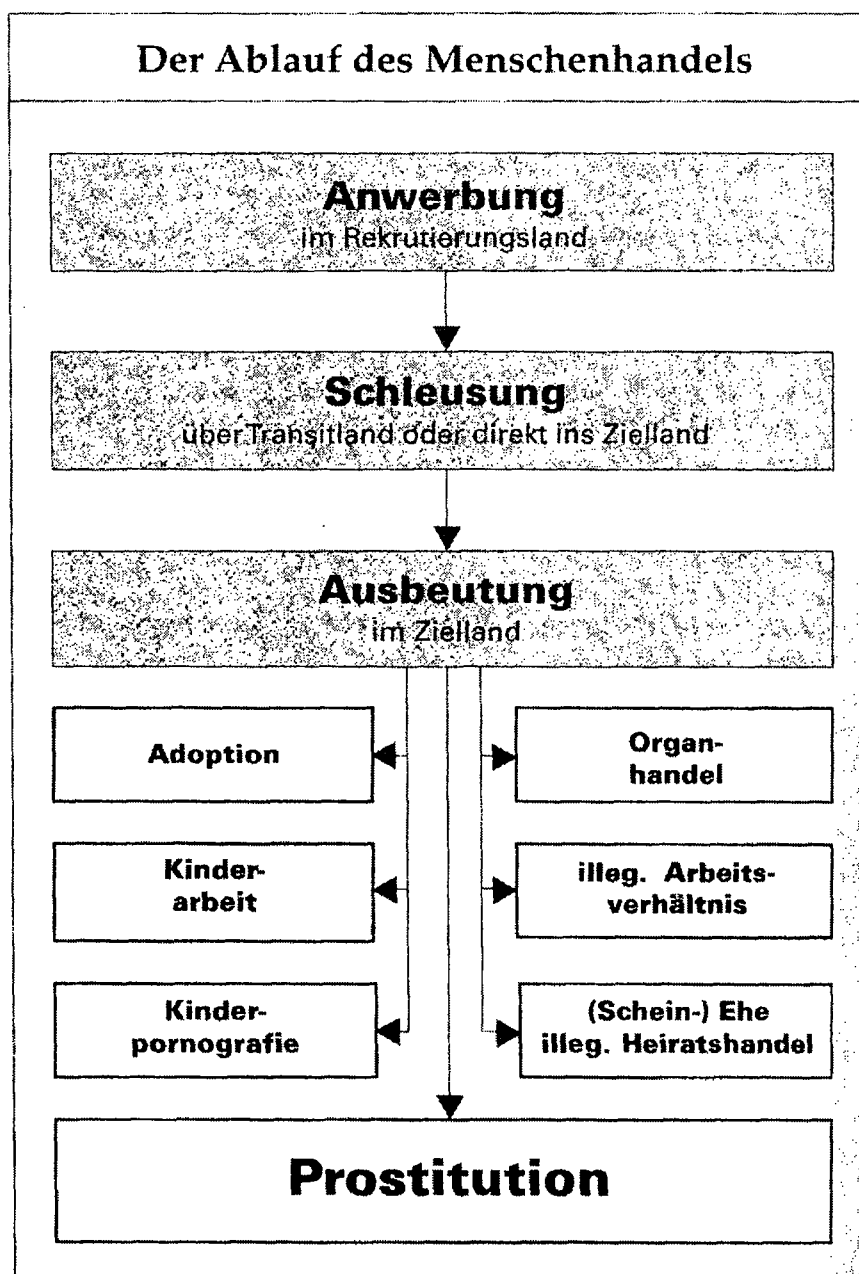 Der Ablauf des Menschenhandels
Anwerbung
im Rekrutierungsland
Schleusung
über Transitland oder direkt ins Zielland
Ausbeutung
im Zielland
Adoption
Organ-
handel
Kinder-
arbeit
illeg. Arbeits-
verhältnis
Kinder-
pornografie
(Schein-) Ehe
illeg. Heiratshandel
Prostitution